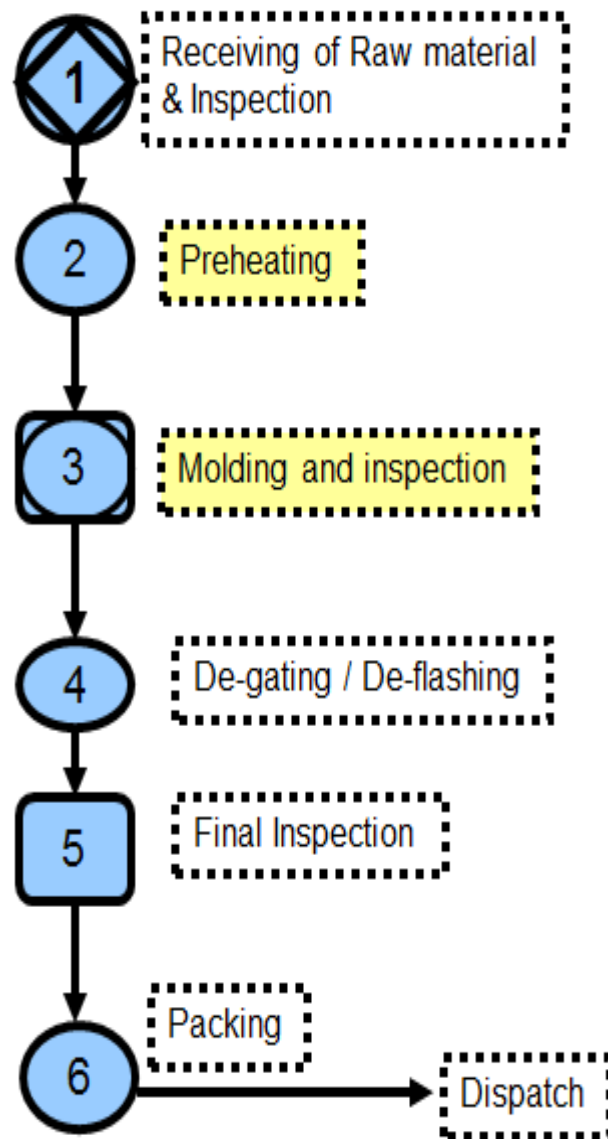 1
Receiving of Raw material
& Inspection
2
Preheating
3
Molding and inspection
4
De-gating / De-flashing
5
Final Inspection
Packing
6
Dispatch